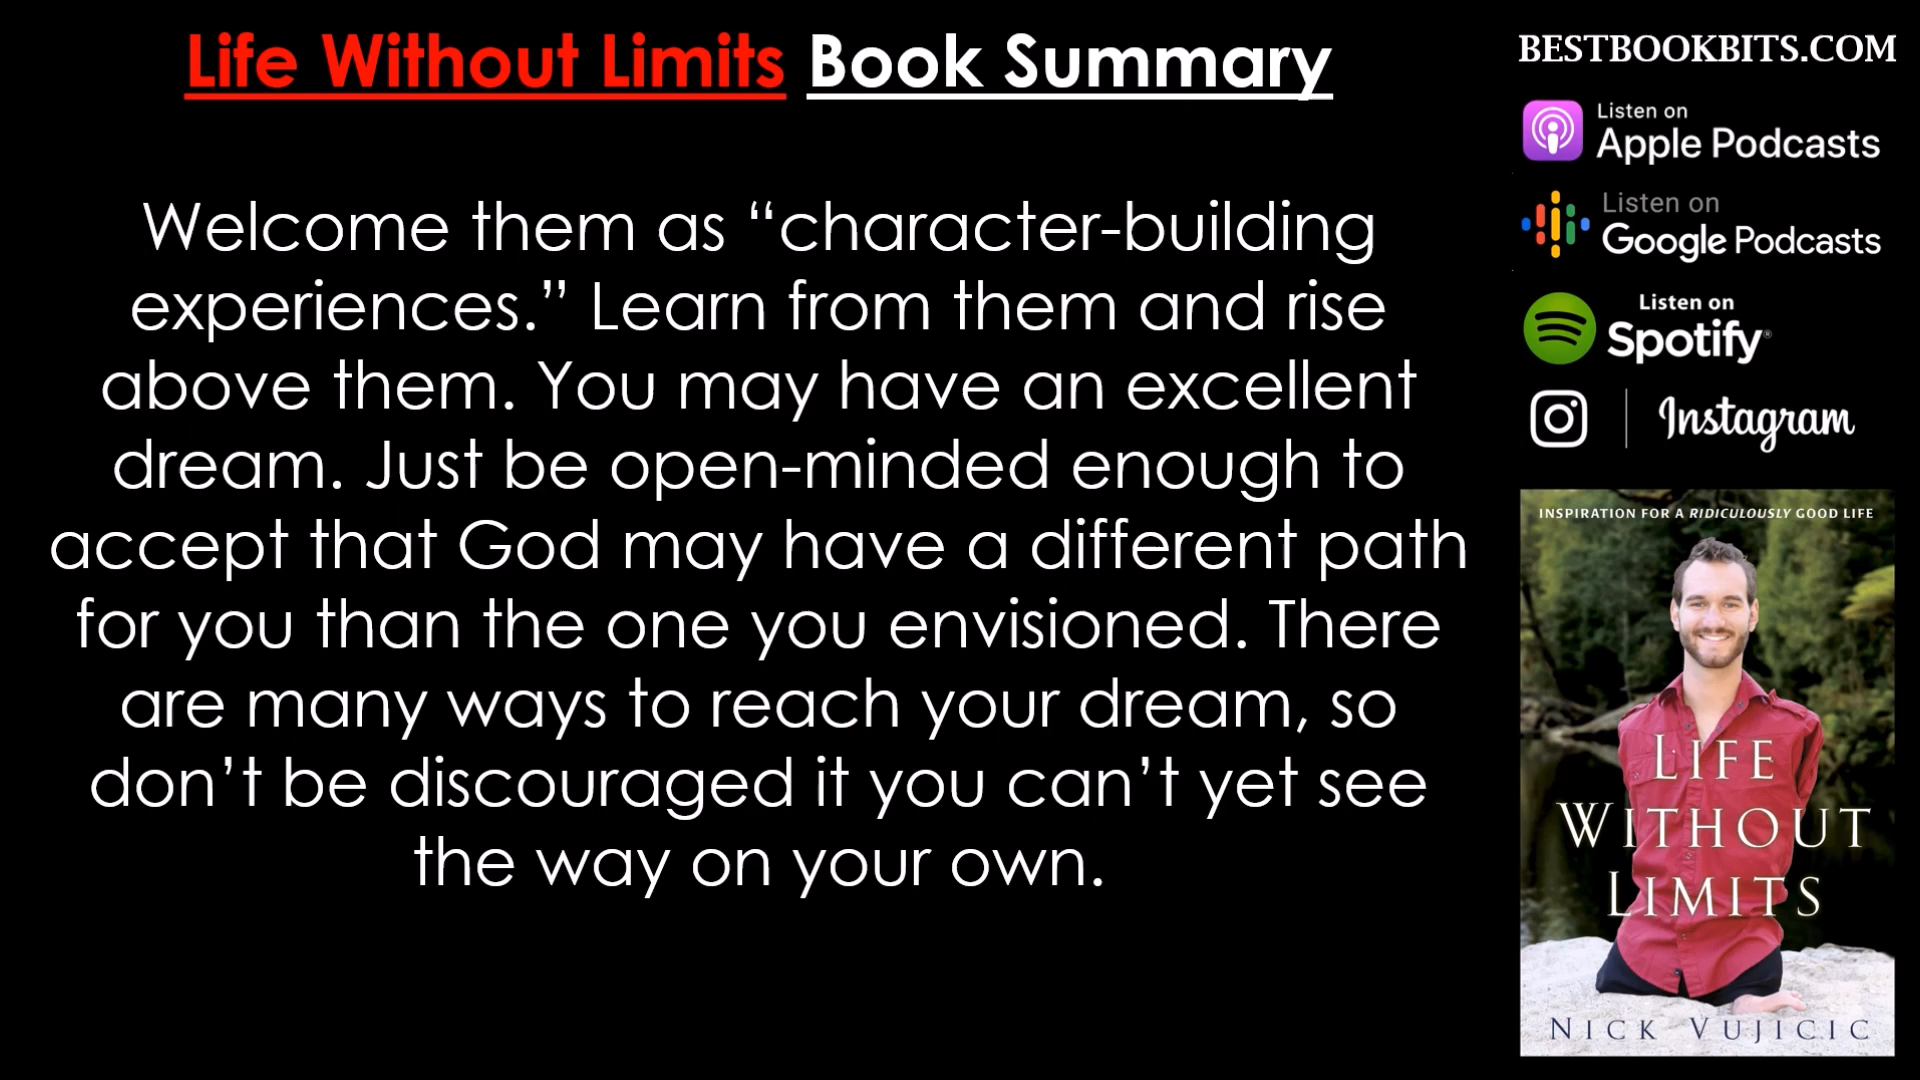 Life Without Limits Book Summary
Welcome them as “character-building
experiences.” Learn from them and rise
above them. You may have an excellent
dream. Just be open-minded enough to
accept that God may have a different path
for you than the one you envisioned. There
are many ways to reach your dream, so
don’t be discouraged it you can’t yet see
the way on your own.
BESTBOOKBITS.COM
Listen on
Apple Podcasts
Listen on
Google Podcasts
Listen on
Spotify®
Instagram
INSPIRATION FOR A RIDICULOUSLY GOOD LIFE
LIFE
WITHOUT
LIMITS
NICK VUJICIC